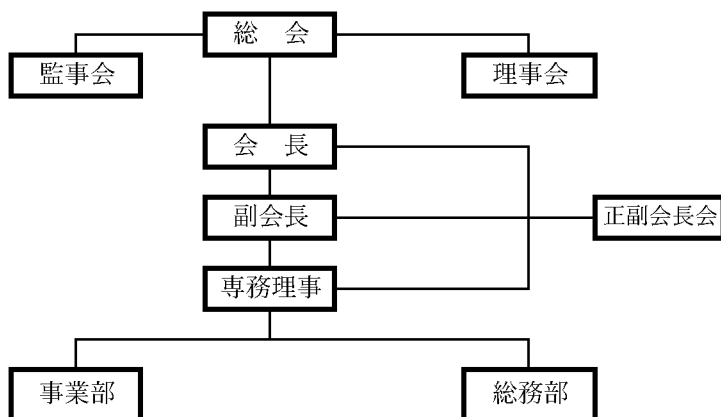 総　会
監事会
理事会
会　長
副会長
正副会長会
専務理事
事業部
総務部